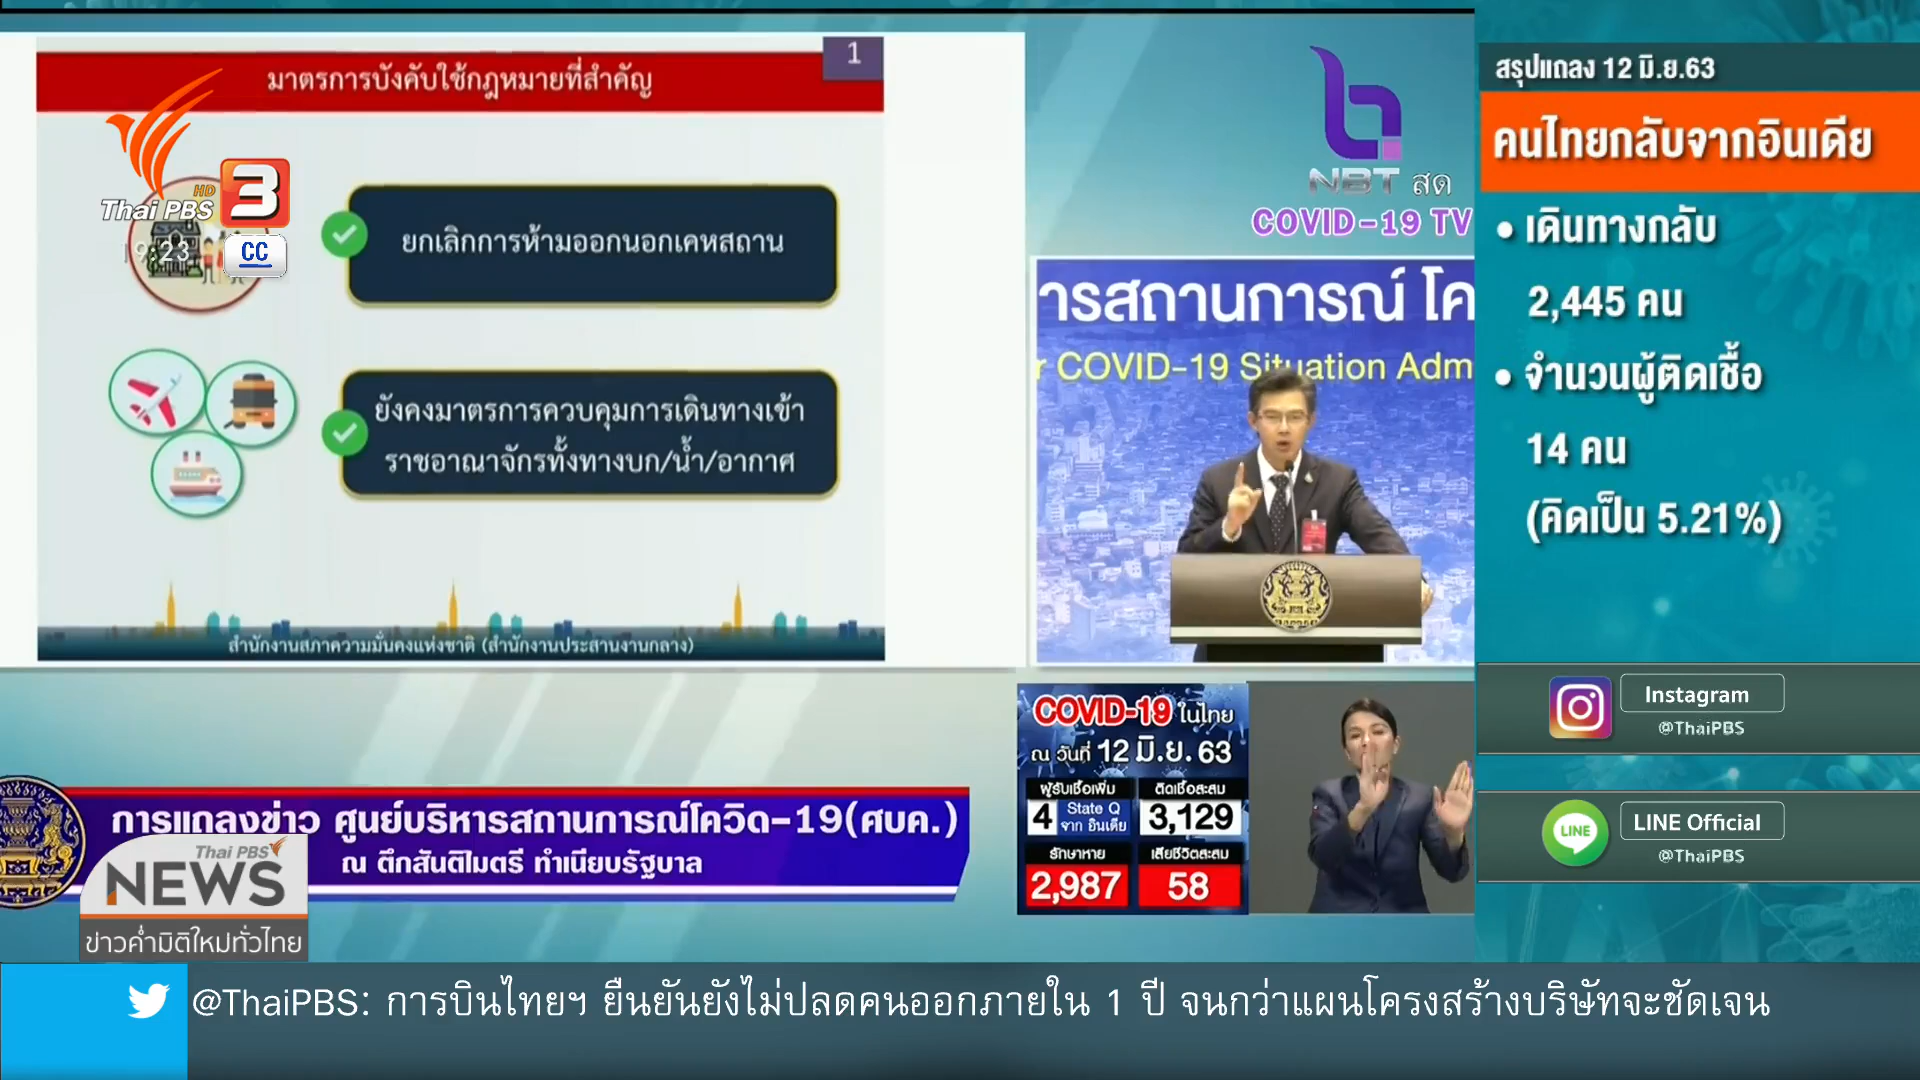 1
มาตรการบังคับใช้กฎหมายที่สำคัญ
Thai PBS HD 3
19:23
CC
ยกเลิกการห้ามออกนอกเคหสถาน
ยังคงมาตรการควบคุมการเดินทางเข้า
ราชอาณาจักรทั้งทางบก/น้ำ/อากาศ
สำนักงานสภาความมั่นคงแห่งชาติ (สำนักงานประสานงานกลาง)
NBT สด
COVID-19 TV
ารสถานการณ์ โค
r COVID-19 Situation Adm
สรุปแถลง 12 มิ.ย.63
คนไทยกลับจากอินเดีย
• เดินทางกลับ
2,445 คน
• จำนวนผู้ติดเชื้อ
14 คน
(คิดเป็น 5.21%)
Instagram
@ThaiPBS
LINE
LINE Official
@ThaiPBS
COVID-19 ในไทย
ณ วันที่ 12 มิ.ย. 63
ผู้รับเชื้อเพิ่ม ติดเชื้อสะสม
4 State Q จาก อินเดีย 3,129
รักษาหาย เสียชีวิตสะสม
2,987 58
การแถลงข่าว ศูนย์บริหารสถานการณ์โควิด-19(ศบค.)
ณ ตึกสันติไมตรี ทำเนียบรัฐบาล
Thai PBS
NEWS
ข่าวค่ำมิติใหม่ทั่วไทย
@ThaiPBS: การบินไทยฯ ยืนยันยังไม่ปลดคนออกภายใน 1 ปี จนกว่าแผนโครงสร้างบริษัทจะชัดเจน